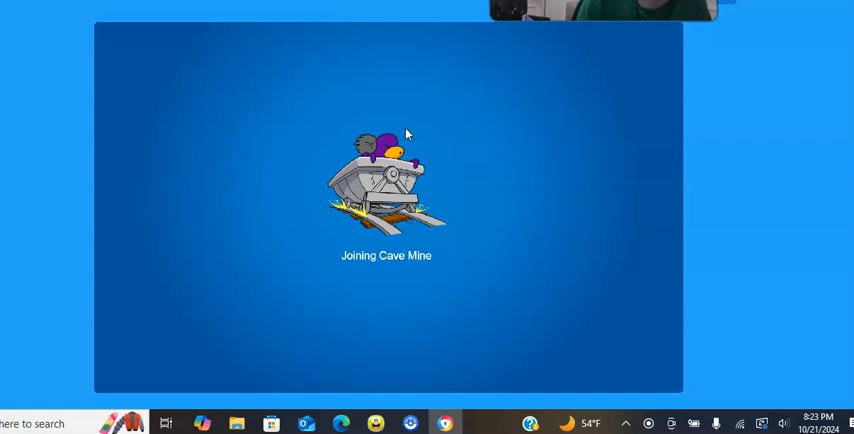 Joining Cave Mine
here to search
54°F
8:23 PM
10/21/2024